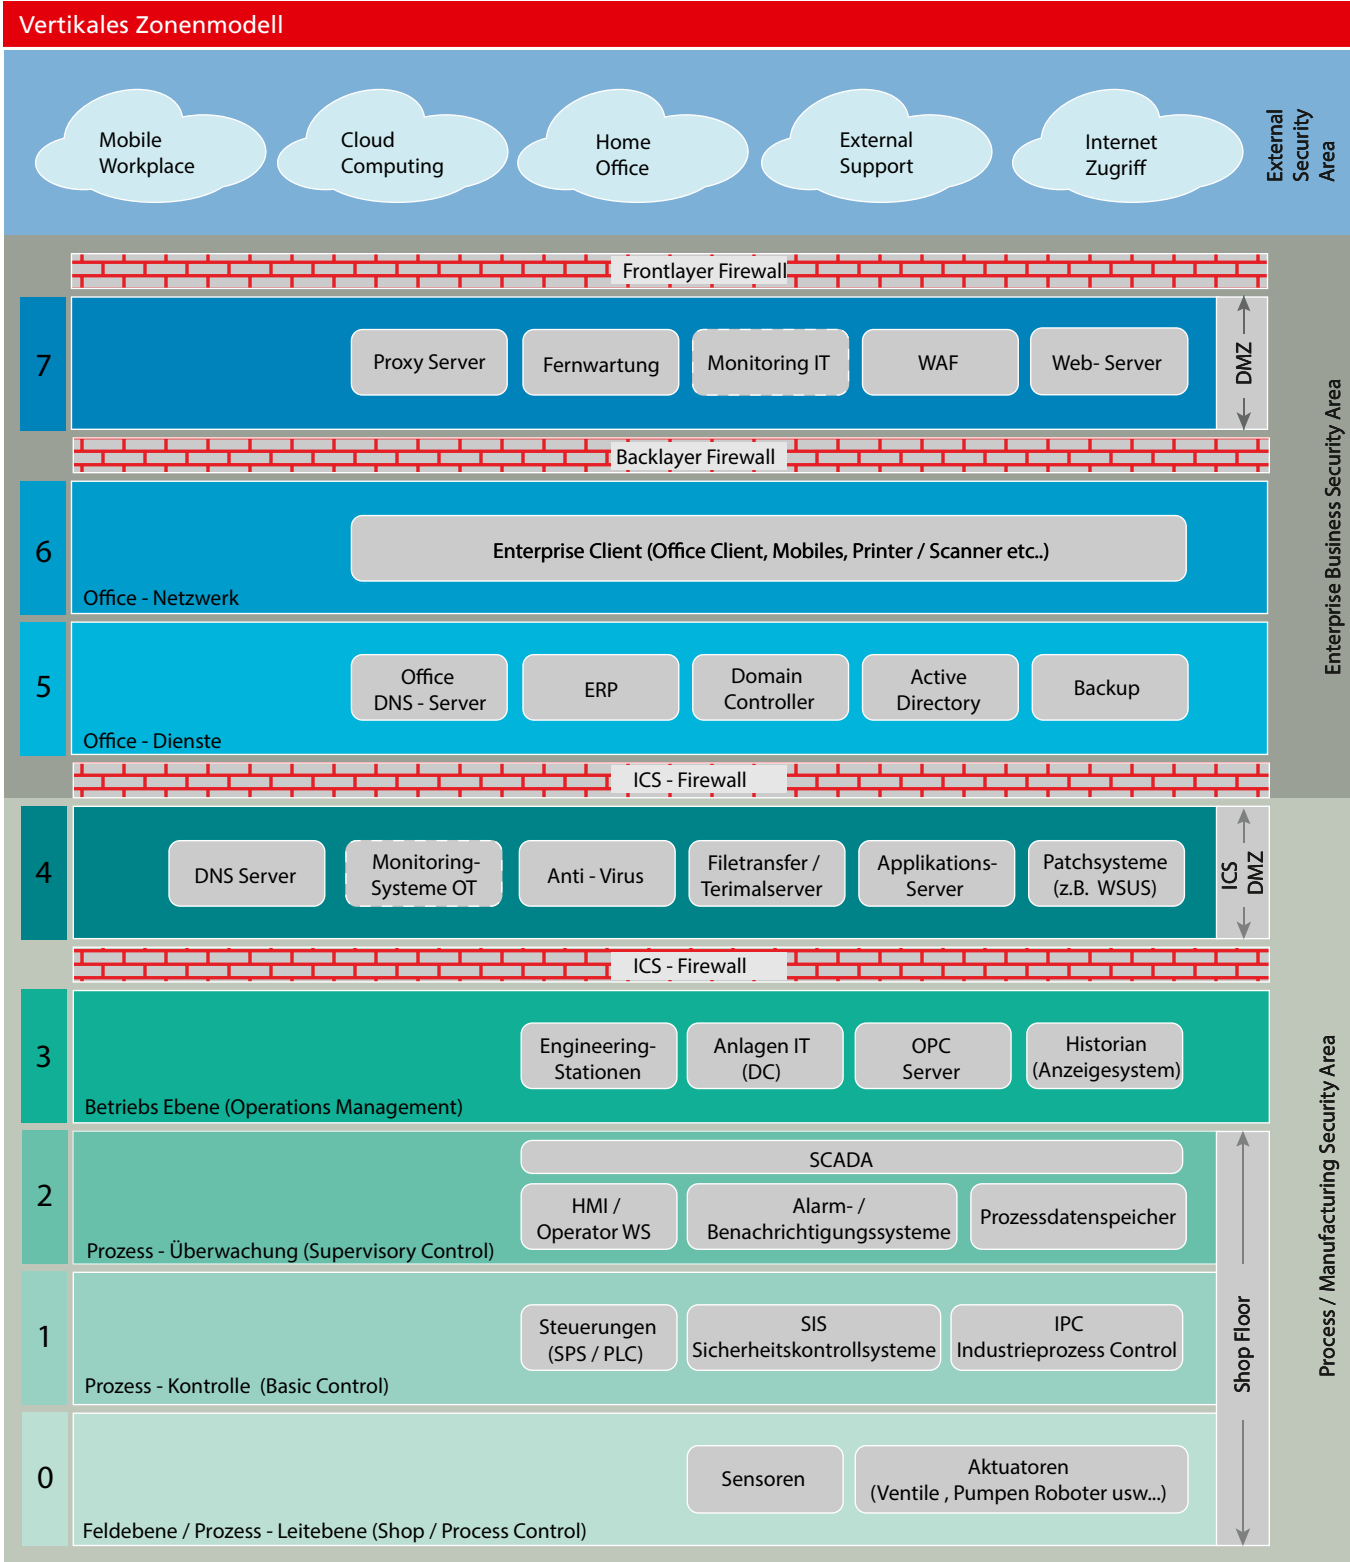 Vertikales Zonenmodell
Mobile
Workplace
Cloud
Computing
Home
Office
External
Support
Internet
Zugriff
External
Security
Area
Frontlayer Firewall
7
Proxy Server
Fernwartung
Monitoring IT
WAF
Web- Server
DMZ
Backlayer Firewall
6
Enterprise Client (Office Client, Mobiles, Printer / Scanner etc..)
Office - Netzwerk
Enterprise Business Security Area
5
Office
DNS - Server
ERP
Domain
Controller
Active
Directory
Backup
Office - Dienste
ICS - Firewall
4
DNS Server
Monitoring-
Systeme OT
Anti - Virus
Filetransfer /
Terimalserver
Applikations-
Server
Patchsysteme
(z.B. WSUS)
ICS
DMZ
ICS - Firewall
3
Engineering-
Stationen
Anlagen IT
(DC)
OPC
Server
Historian
(Anzeigesystem)
Betriebs Ebene (Operations Management)
Process / Manufacturing Security Area
2
SCADA
HMI /
Operator WS
Alarm- /
Benachrichtigungssysteme
Prozessdatenspeicher
Prozess - Überwachung (Supervisory Control)
1
Steuerungen
(SPS / PLC)
SIS
Sicherheitskontrollsysteme
IPC
Industrieprozess Control
Prozess - Kontrolle (Basic Control)
Shop Floor
0
Sensoren
Aktuatoren
(Ventile , Pumpen Roboter usw...)
Feldebene / Prozess - Leitebene (Shop / Process Control)